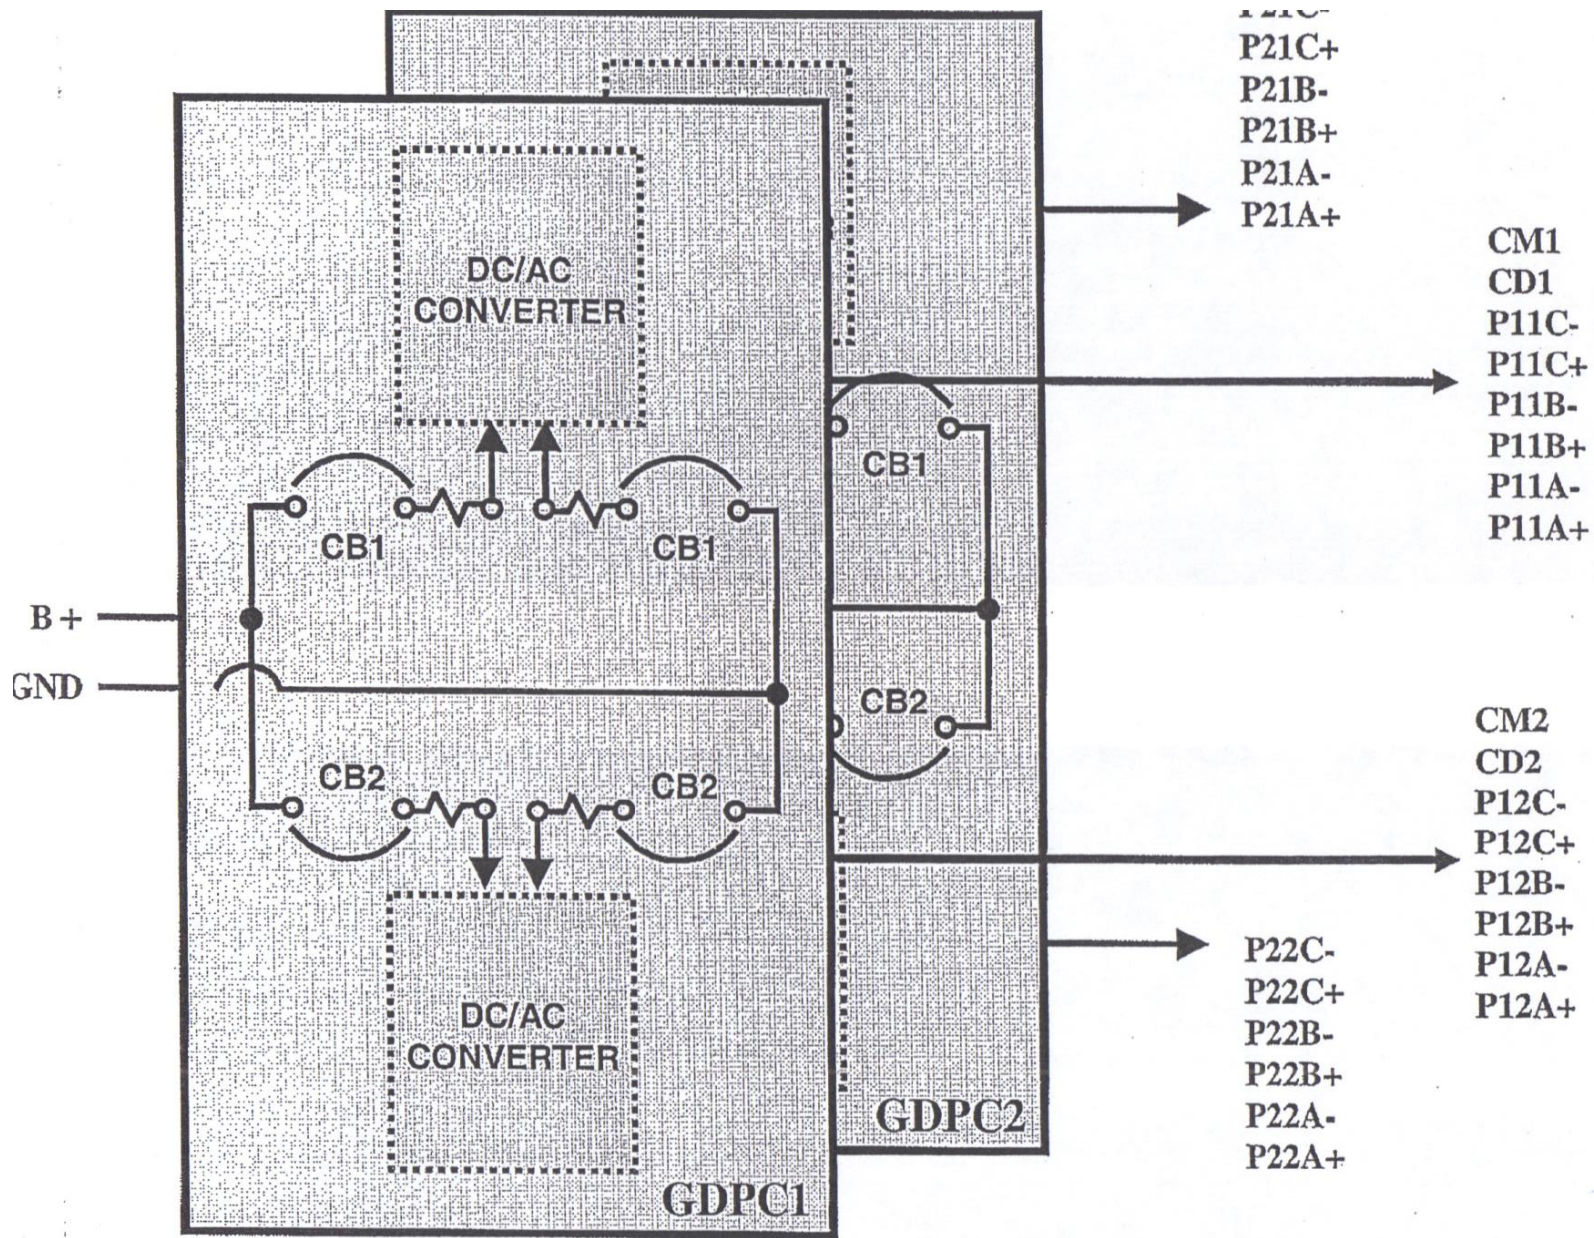 P21C-
P21C+
P21B-
P21B+
P21A-
P21A+
CM1
CD1
P11C-
P11C+
P11B-
P11B+
P11A-
P11A+
DC/AC
CONVERTER
CB1
CB1
CB1
B +
GND
CB2
CB2
CB2
CM2
CD2
P12C-
P12C+
P12B-
P12B+
P12A-
P12A+
P22C-
P22C+
P22B-
P22B+
P22A-
P22A+
DC/AC
CONVERTER
GDPC2
GDPC1